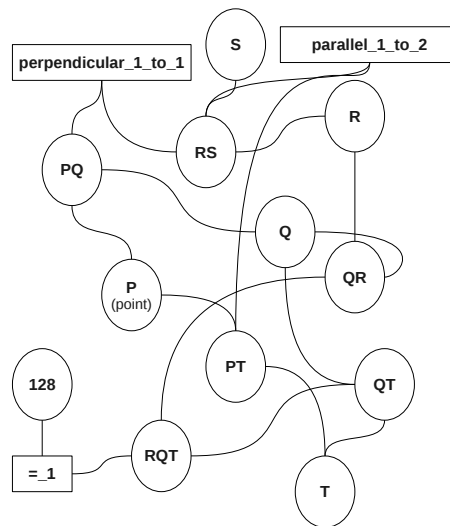 S
parallel_1_to_2
perpendicular_1_to_1
R
RS
PQ
Q
QR
P
(point)
PT
128
QT
RQT
=_1
T